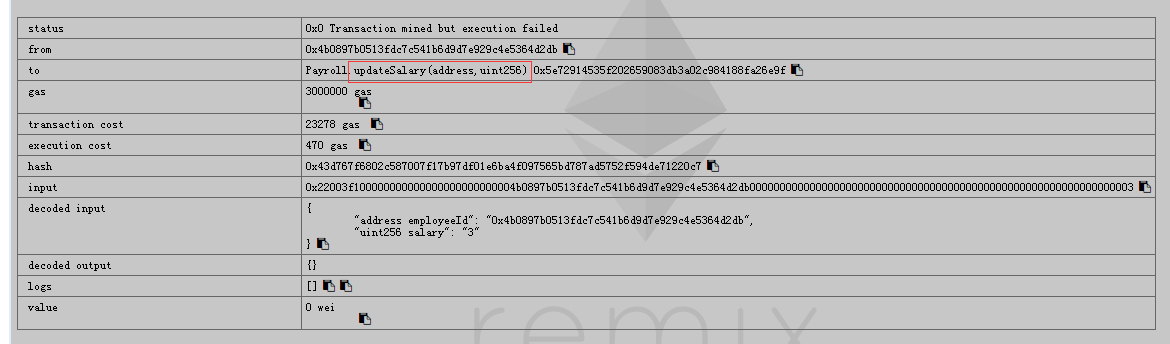 status 0x0 Transaction mined but execution failed
from 0x4b0897b0513fdc7c541b6d9d7e929c4e5364d2db
to Payroll.updateSalary(address,uint256) 0x5e72914535f202659083db3a02c984188fa26e9f
gas 3000000 gas
transaction cost 23278 gas
execution cost 470 gas
hash 0x43d767f6802c587007f17b97df01e6ba4f097565bd787ad5752f594de71220c7
input 0x22003f100000000000000000000000004b0897b0513fdc7c541b6d9d7e929c4e5364d2db0000000000000000000000000000000000000000000000000000000000000003
decoded input {
"address employeeId": "0x4b0897b0513fdc7c541b6d9d7e929c4e5364d2db",
"uint256 salary": "3"
}
decoded output {}
logs []
value 0 wei
remix